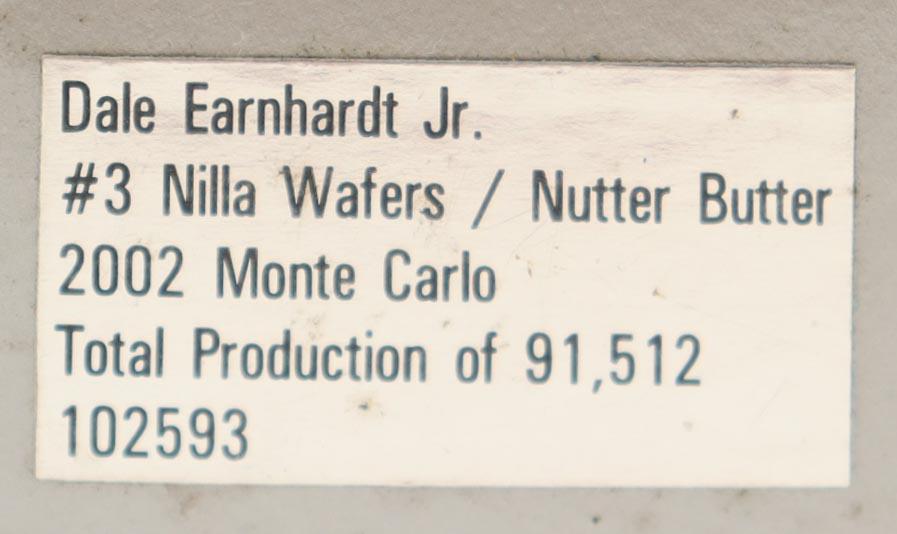 Dale Earnhardt Jr.
#3 Nilla Wafers / Nutter Butter
2002 Monte Carlo
Total Production of 91,512
102593